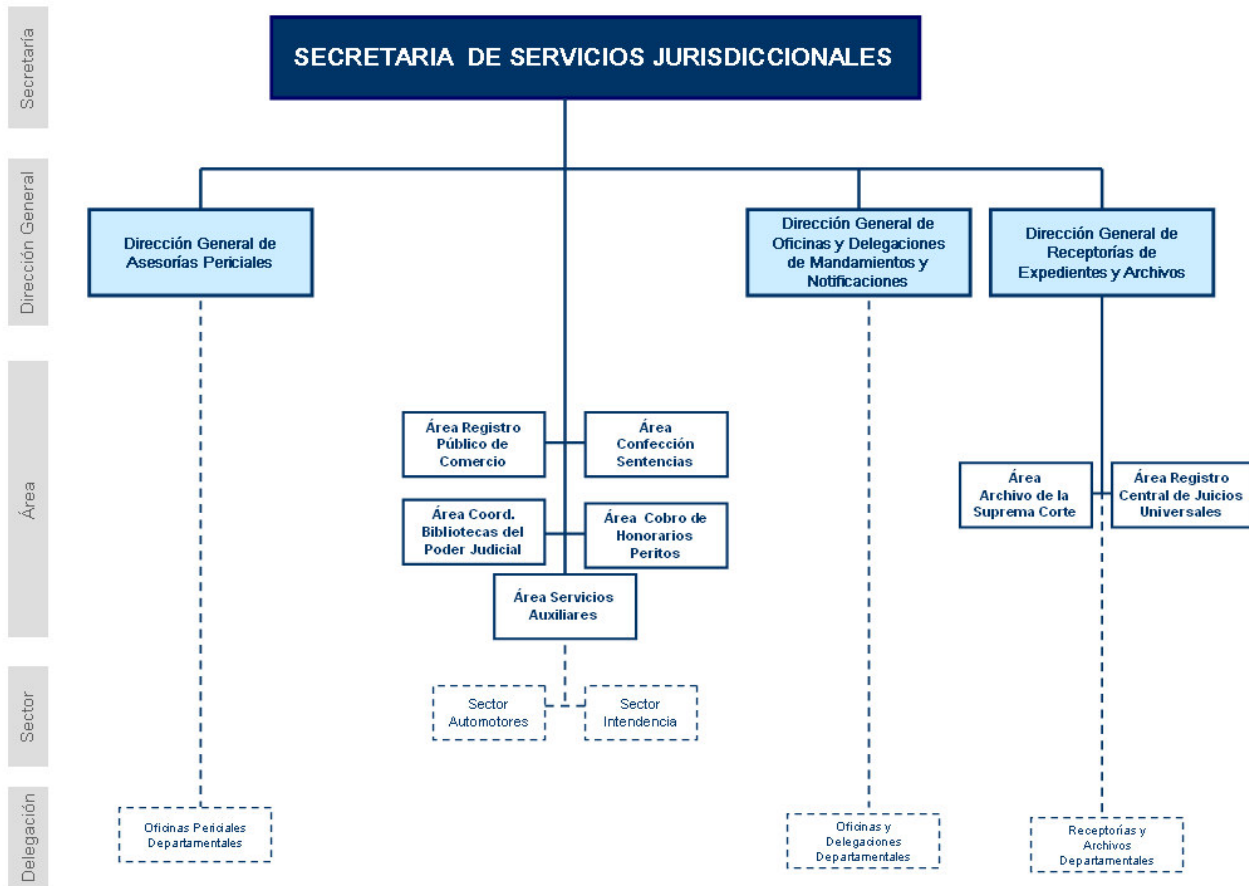 Secretaría
SECRETARIA DE SERVICIOS JURISDICCIONALES
Dirección General
Dirección General de
Asesorías Periciales
Dirección General de
Oficinas y Delegaciones
de Mandamientos y
Notificaciones
Dirección General de
Receptorías de
Expedientes y Archivos
Área
Área Registro
Público de
Comercio
Área
Confección
Sentencias
Área Coord.
Bibliotecas del
Poder Judicial
Área Cobro de
Honorarios
Peritos
Área Servicios
Auxiliares
Área
Archivo de la
Suprema Corte
Área Registro
Central de Juicios
Universales
Sector
Sector
Automotores
Sector
Intendencia
Delegación
Oficinas Periciales
Departamentales
Oficinas y
Delegaciones
Departamentales
Receptorías y
Archivos
Departamentales